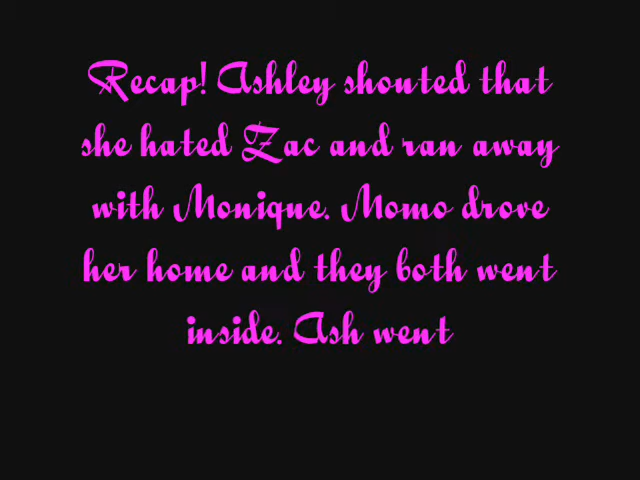 Recap! Ashley shouted that
she hated Zac and ran away
with Monique. Momo drove
her home and they both went
inside. Ash went